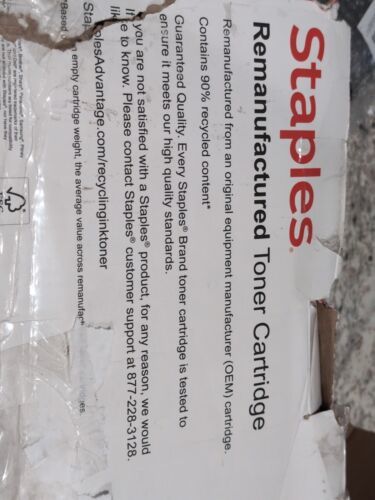 Staples®
Remanufactured Toner Cartridge
Remanufactured from an original equipment manufacturer (OEM) cartridge.
Contains 90% recycled content*
Guaranteed Quality. Every Staples® Brand toner cartridge is tested to
ensure it meets our high quality standards.
If you are not satisfied with a Staples® product, for any reason, we would
like to know. Please contact Staples® customer support at 877-228-3128.
StaplesAdvantage.com/recyclinginktoner
*Based on empty cartridge weight, the average value across